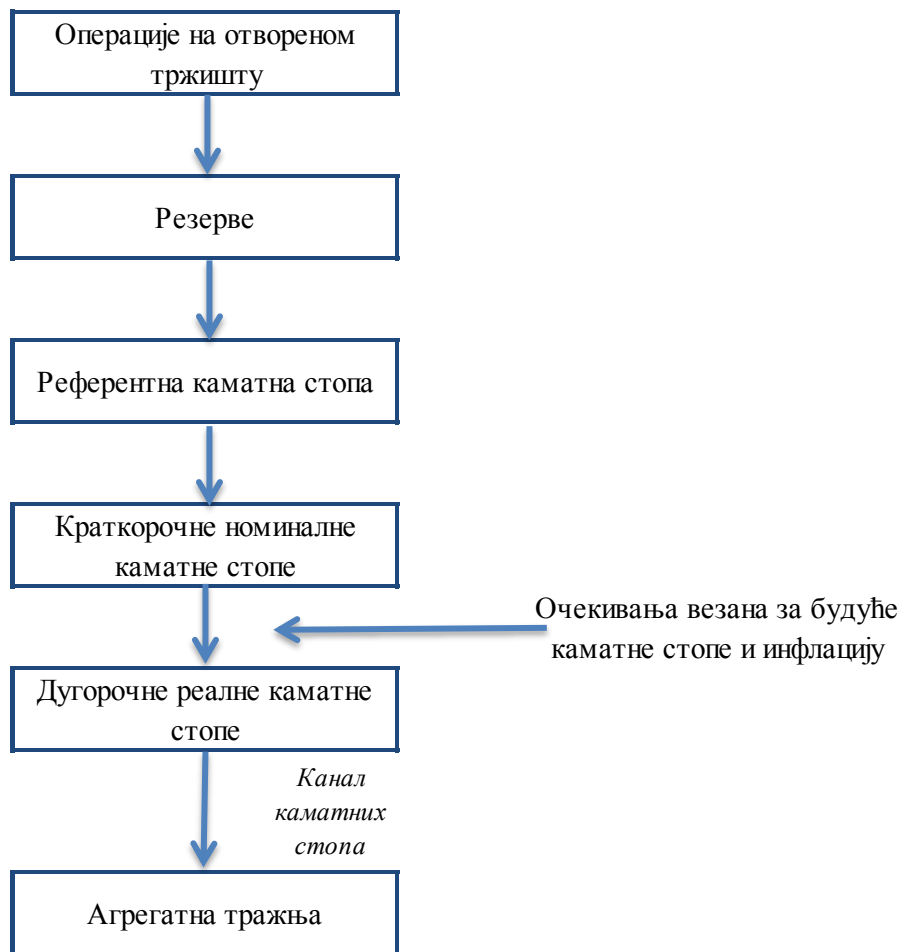 Операције на отвореном
тржишту
Резерве
Референтна каматна стопа
Краткорочне номиналне
каматне стопе
Очекивања везана за будуће
каматне стопе и инфлацију
Дугорочне реалне каматне
стопе
Канал
каматних
стопа
Агрегатна тражња